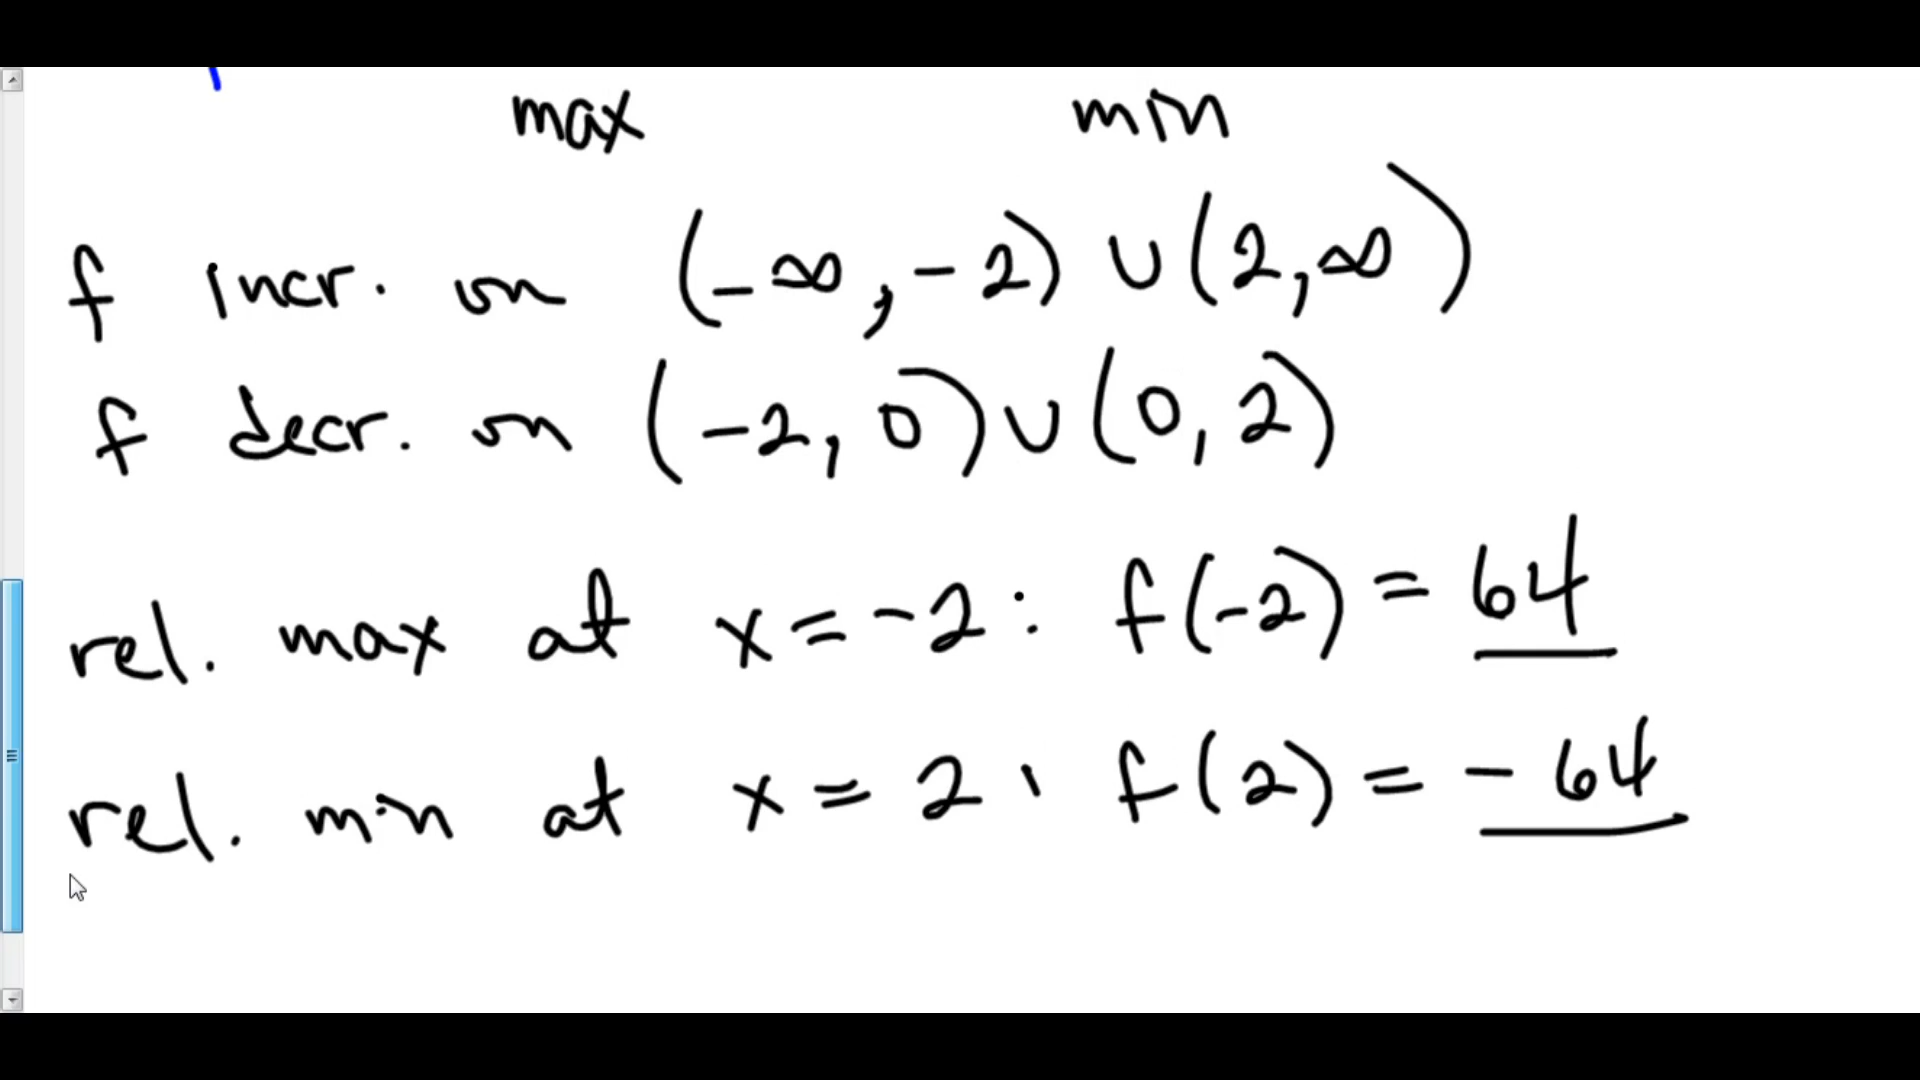 max min
f incr. on (-∞, -2) ∪ (2, ∞)
f decr. on (-2, 0) ∪ (0, 2)
rel. max at x = -2 : f(-2) = 64
rel. min at x = 2 : f(2) = -64